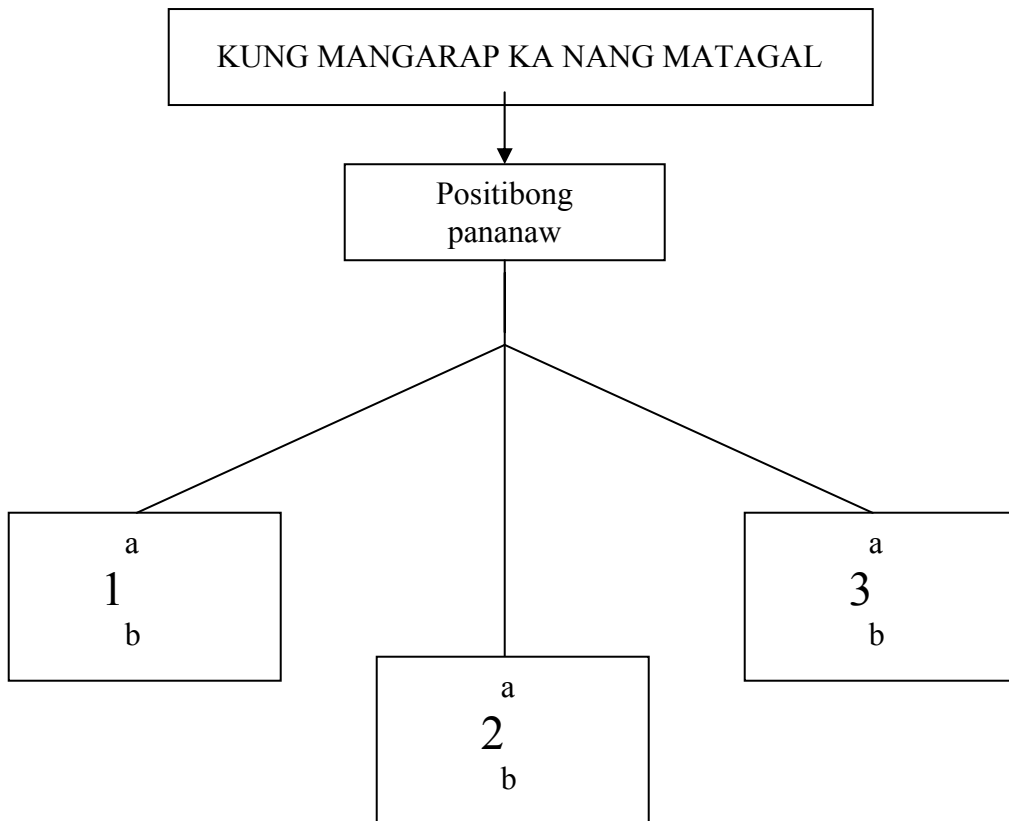 KUNG MANGARAP KA NANG MATAGAL
Positibong
pananaw
a
1
b
a
2
b
a
3
b